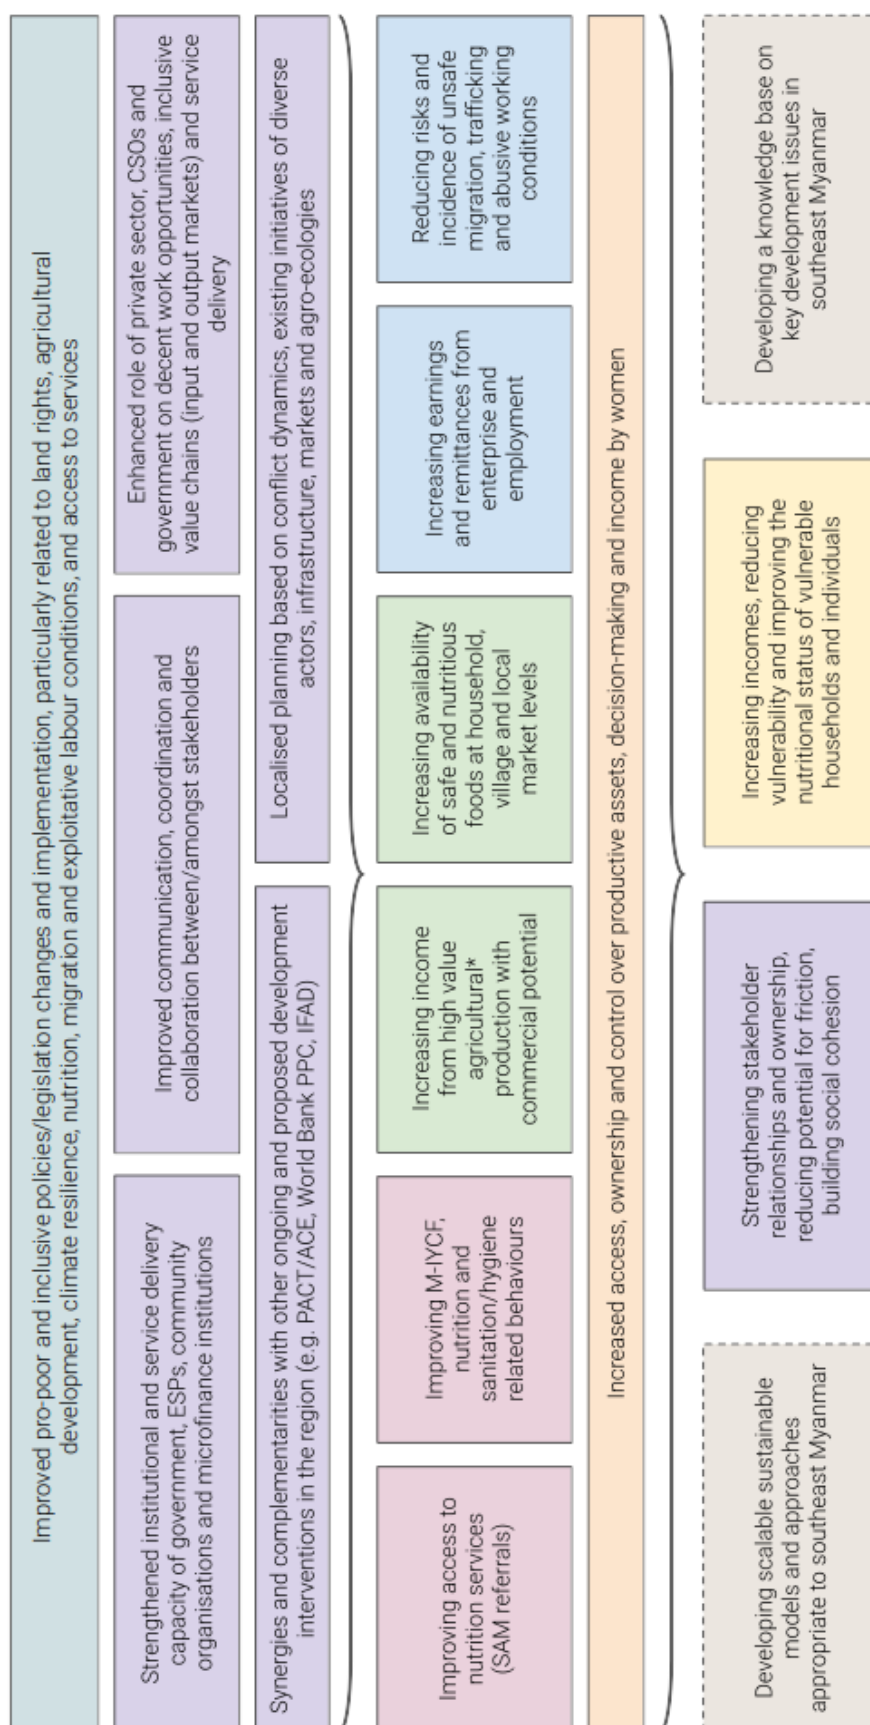 Improved pro-poor and inclusive policies/legislation changes and implementation, particularly related to land rights, agricultural
development, climate resilience, nutrition, migration and exploitative labour conditions, and access to services
Strengthened institutional and service delivery
capacity of government, ESPs, community
organisations and microfinance institutions
Improved communication, coordination and
collaboration between/amongst stakeholders
Enhanced role of private sector, CSOs and
government on decent work opportunities, inclusive
value chains (input and output markets) and service
delivery
Synergies and complementarities with other ongoing and proposed development
interventions in the region (e.g. PACT/ACE, World Bank PPC, IFAD)
Localised planning based on conflict dynamics, existing initiatives of diverse
actors, infrastructure, markets and agro-ecologies
Improving access to
nutrition services
(SAM referrals)
Improving M-IYCF,
nutrition and
sanitation/hygiene
related behaviours
Increasing income
from high value
agricultural*
production with
commercial potential
Increasing availability
of safe and nutritious
foods at household,
village and local
market levels
Increasing earnings
and remittances from
enterprise and
employment
Reducing risks and
incidence of unsafe
migration, trafficking
and abusive working
conditions
Increased access, ownership and control over productive assets, decision-making and income by women
Developing scalable sustainable
models and approaches
appropriate to southeast Myanmar
Strengthening stakeholder
relationships and ownership,
reducing potential for friction,
building social cohesion
Increasing incomes, reducing
vulnerability and improving the
nutritional status of vulnerable
households and individuals
Developing a knowledge base on
key development issues in
southeast Myanmar